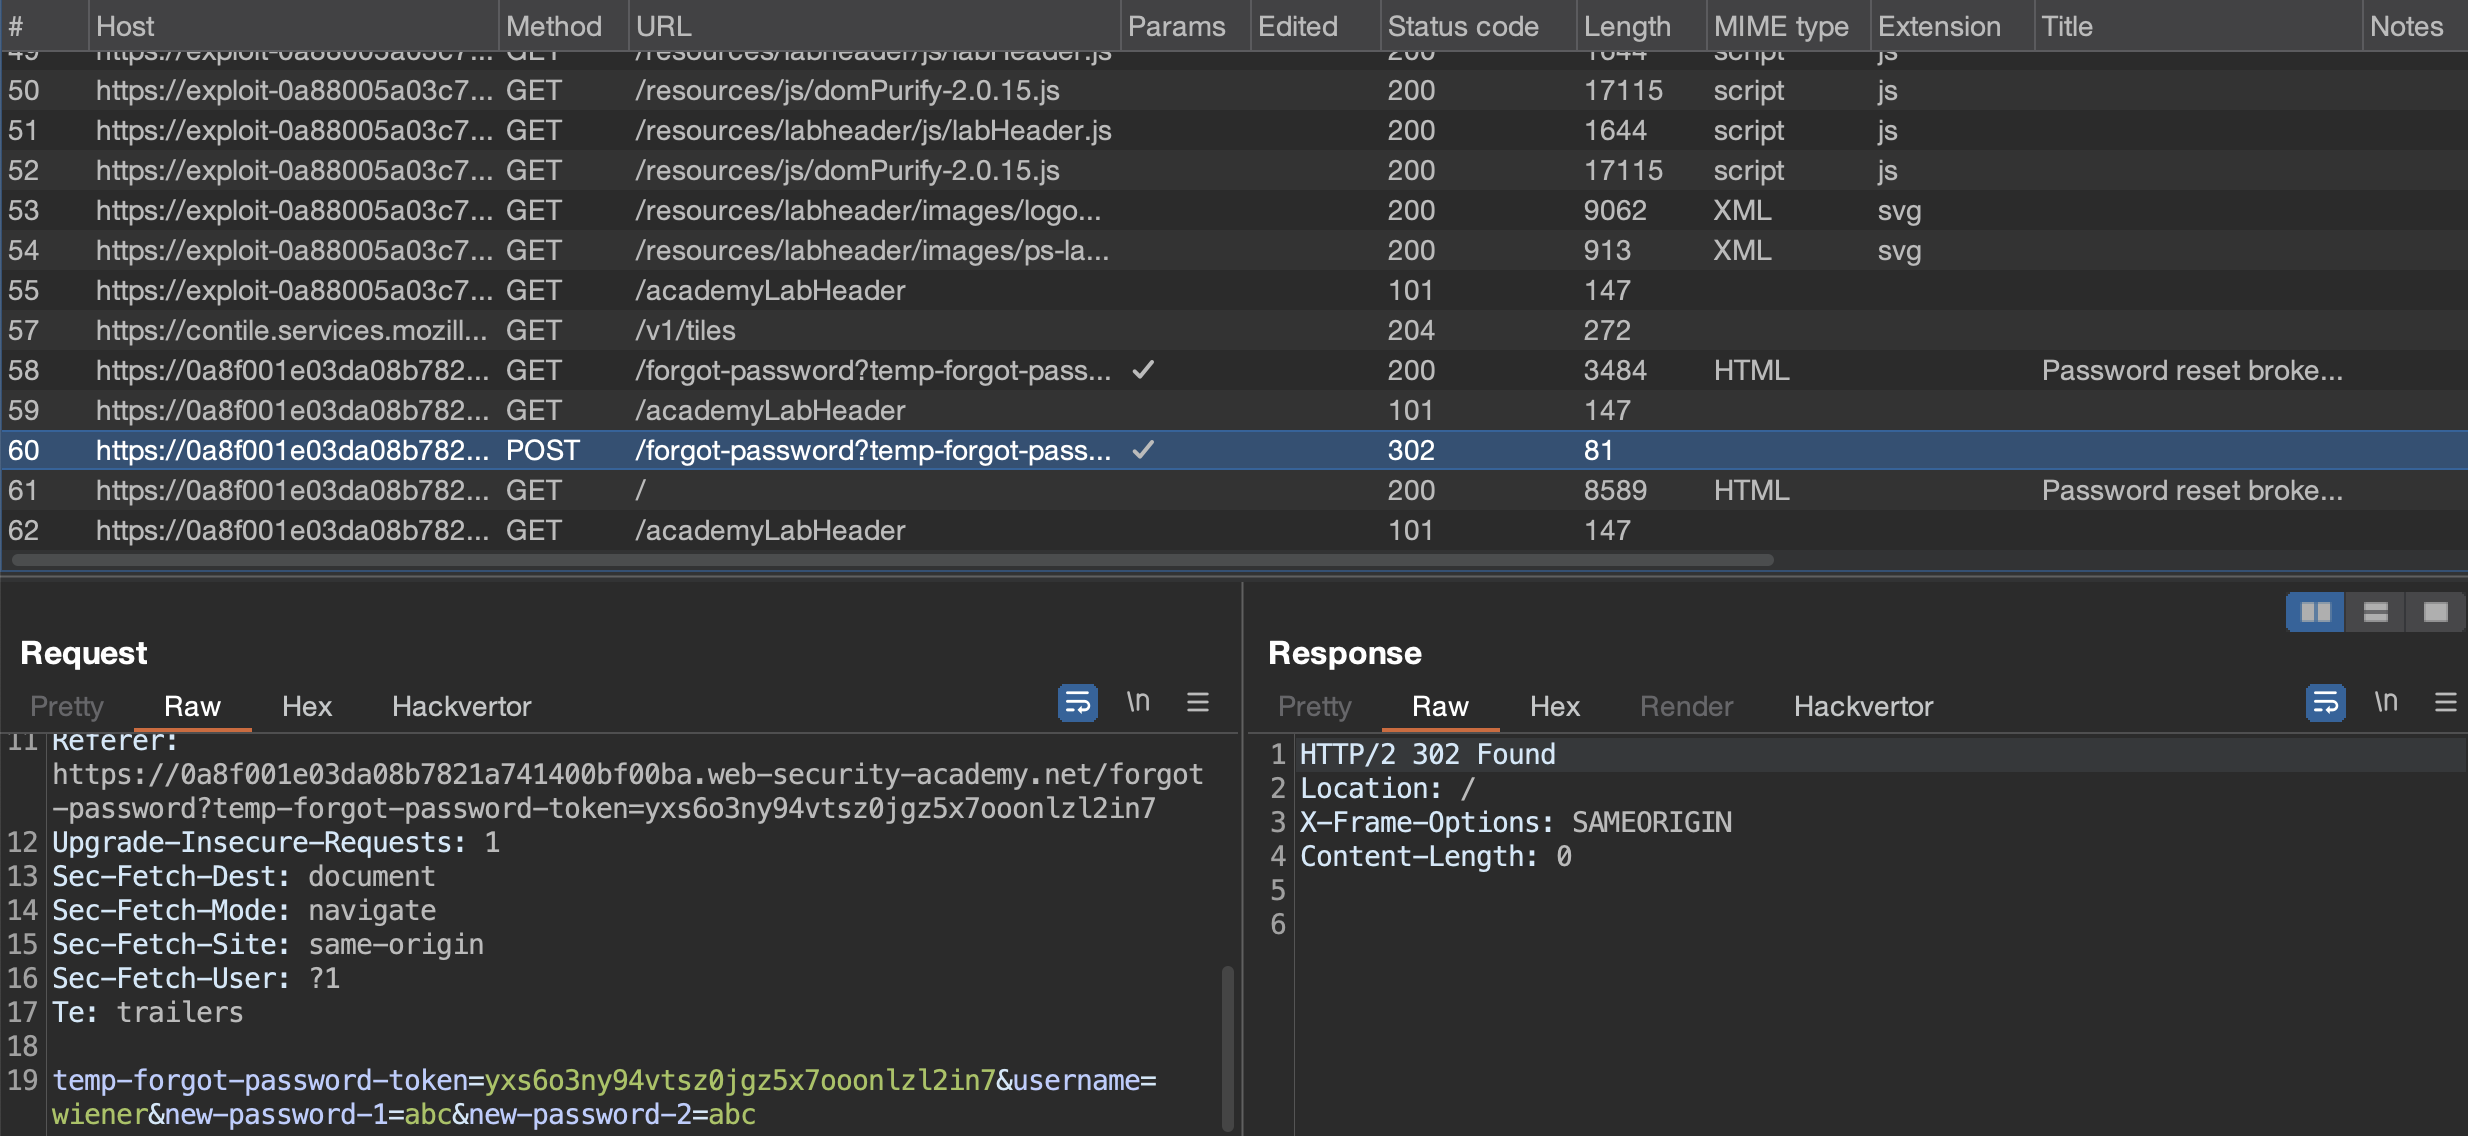 # Host Method URL Params Edited Status code Length MIME type Extension Title Notes
49 https://exploit-0a88005a03c7... GET /resources/labheader/js/labHeader.js 200 1644 script js
50 https://exploit-0a88005a03c7... GET /resources/js/domPurify-2.0.15.js 200 17115 script js
51 https://exploit-0a88005a03c7... GET /resources/labheader/js/labHeader.js 200 1644 script js
52 https://exploit-0a88005a03c7... GET /resources/js/domPurify-2.0.15.js 200 17115 script js
53 https://exploit-0a88005a03c7... GET /resources/labheader/images/logo... 200 9062 XML svg
54 https://exploit-0a88005a03c7... GET /resources/labheader/images/ps-la... 200 913 XML svg
55 https://exploit-0a88005a03c7... GET /academyLabHeader 101 147
57 https://contile.services.mozill... GET /v1/tiles 204 272
58 https://0a8f001e03da08b782... GET /forgot-password?temp-forgot-pass... ✓ 200 3484 HTML Password reset broke...
59 https://0a8f001e03da08b782... GET /academyLabHeader 101 147
60 https://0a8f001e03da08b782... POST /forgot-password?temp-forgot-pass... ✓ 302 81
61 https://0a8f001e03da08b782... GET / 200 8589 HTML Password reset broke...
62 https://0a8f001e03da08b782... GET /academyLabHeader 101 147
Request
Pretty Raw Hex Hackvertor \n
11 Referer:
https://0a8f001e03da08b7821a741400bf00ba.web-security-academy.net/forgot
-password?temp-forgot-password-token=yxs6o3ny94vtsz0jgz5x7ooonlzl2in7
12 Upgrade-Insecure-Requests: 1
13 Sec-Fetch-Dest: document
14 Sec-Fetch-Mode: navigate
15 Sec-Fetch-Site: same-origin
16 Sec-Fetch-User: ?1
17 Te: trailers
18
19 temp-forgot-password-token=yxs6o3ny94vtsz0jgz5x7ooonlzl2in7&username=
wiener&new-password-1=abc&new-password-2=abc
Response
Pretty Raw Hex Render Hackvertor \n
1 HTTP/2 302 Found
2 Location: /
3 X-Frame-Options: SAMEORIGIN
4 Content-Length: 0
5
6